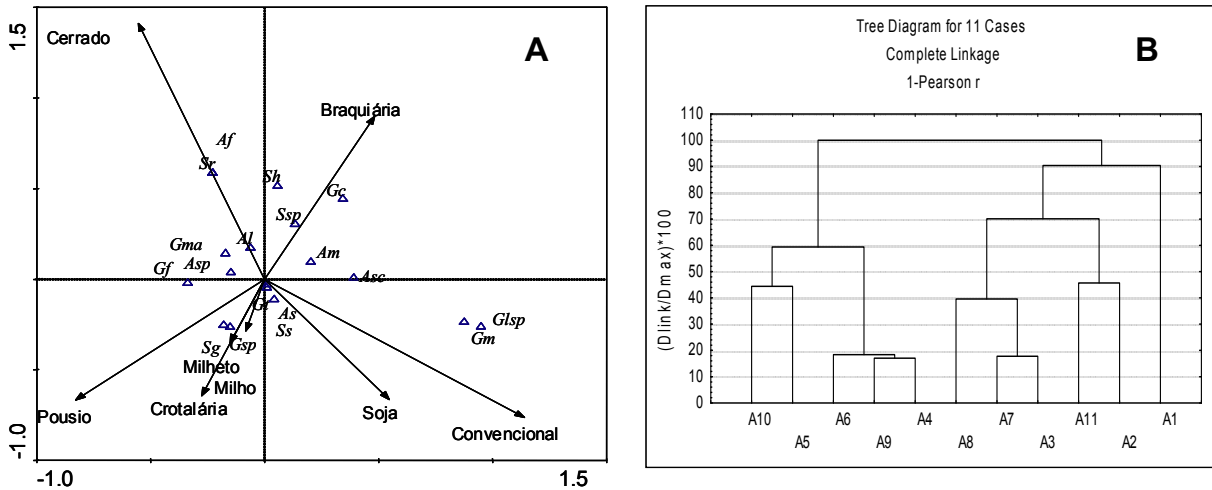 1.5
A
Cerrado
Braquiária
Af
Sr
Sh
Gc
Ssp
Al
Am
Gma
Gf
Asp
Asc
As
Ss
Glsp
Gm
Sg
Gsp
Milheto
Milho
Crotalária
Pousio
Soja
Convencional
-1.0
-1.0
1.5
Tree Diagram for 11 Cases
B
Complete Linkage
1-Pearson r
(Dlink/Dmax)*100
110
100
90
80
70
60
50
40
30
20
10
0
A10
A6
A4
A7
A11
A1
A5
A9
A8
A3
A2